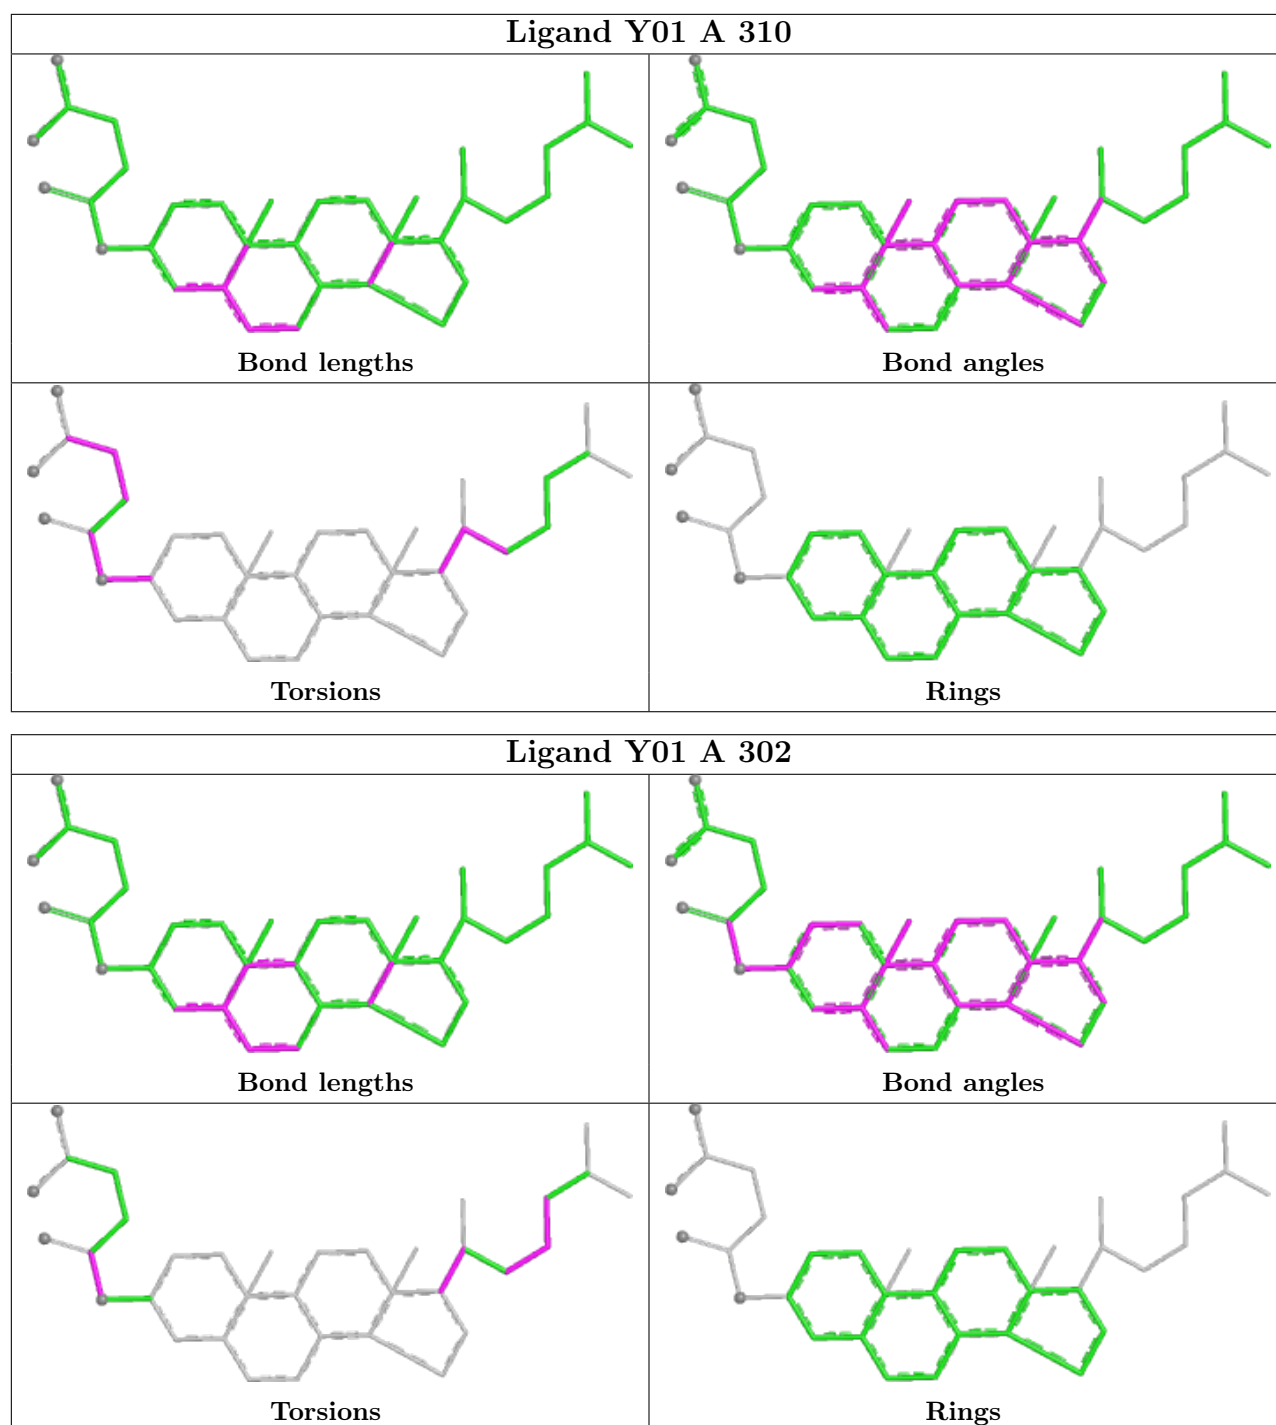 Ligand Y01 A 310
Bond lengths
Bond angles
Torsions
Rings
Ligand Y01 A 302
Bond lengths
Bond angles
Torsions
Rings